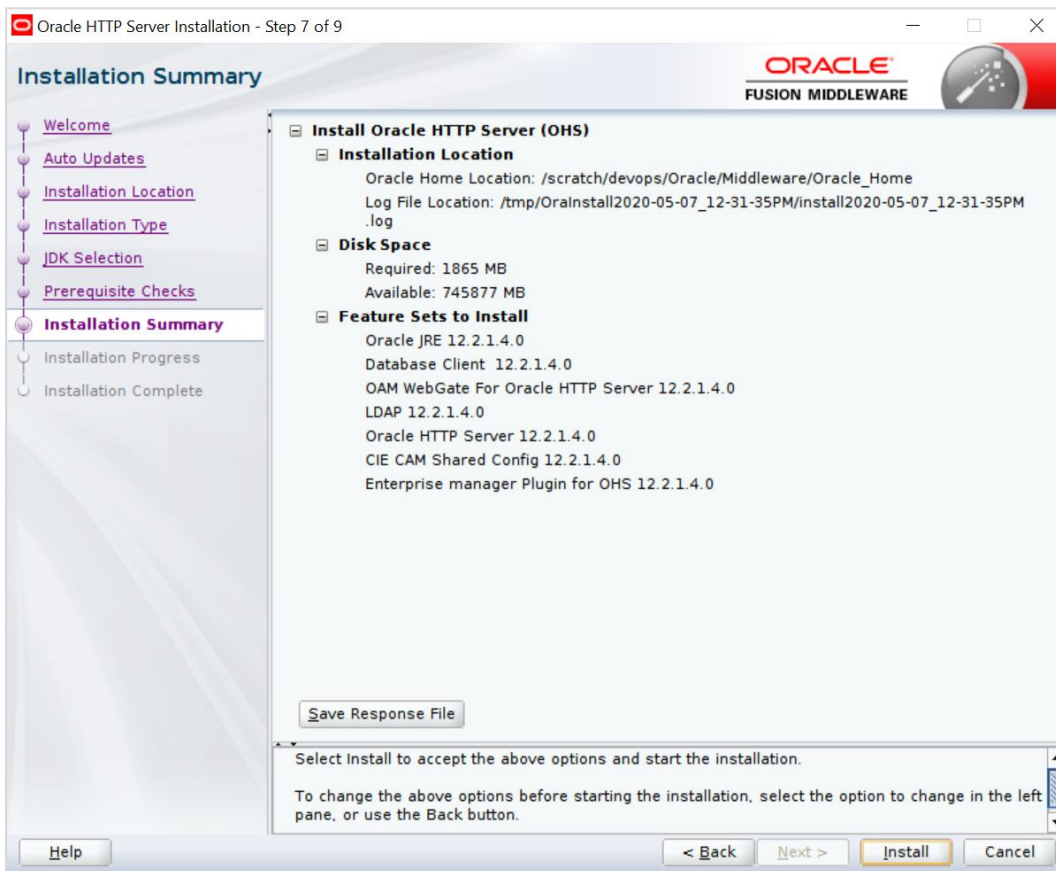 Oracle HTTP Server Installation - Step 7 of 9
Installation Summary
ORACLE
FUSION MIDDLEWARE
Welcome
Auto Updates
Installation Location
Installation Type
JDK Selection
Prerequisite Checks
Installation Summary
Installation Progress
Installation Complete
Install Oracle HTTP Server (OHS)
Installation Location
Oracle Home Location: /scratch/devops/Oracle/Middleware/Oracle_Home
Log File Location: /tmp/OraInstall2020-05-07_12-31-35PM/install2020-05-07_12-31-35PM
.log
Disk Space
Required: 1865 MB
Available: 745877 MB
Feature Sets to Install
Oracle JRE 12.2.1.4.0
Database Client 12.2.1.4.0
OAM WebGate For Oracle HTTP Server 12.2.1.4.0
LDAP 12.2.1.4.0
Oracle HTTP Server 12.2.1.4.0
CIE CAM Shared Config 12.2.1.4.0
Enterprise manager Plugin for OHS 12.2.1.4.0
Save Response File
Select Install to accept the above options and start the installation.
To change the above options before starting the installation, select the option to change in the left
pane, or use the Back button.
Help
< Back
Next >
Install
Cancel